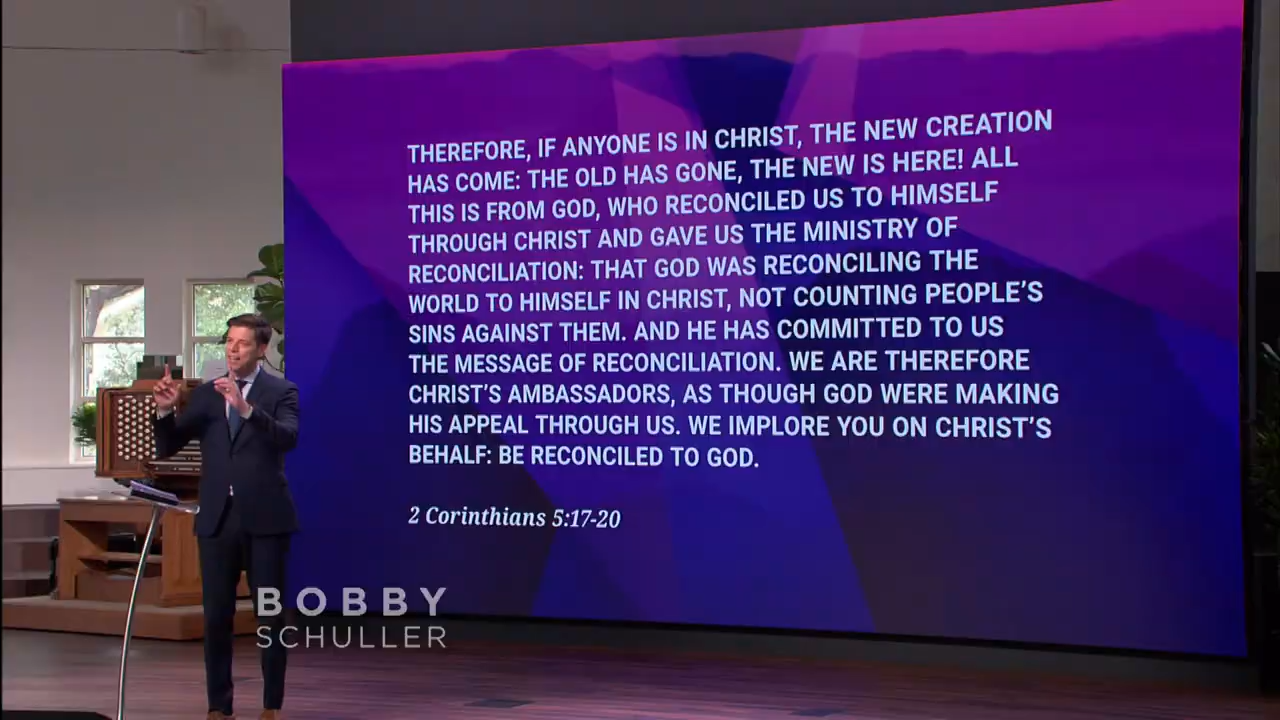 THEREFORE, IF ANYONE IS IN CHRIST, THE NEW CREATION
HAS COME: THE OLD HAS GONE, THE NEW IS HERE! ALL
THIS IS FROM GOD, WHO RECONCILED US TO HIMSELF
THROUGH CHRIST AND GAVE US THE MINISTRY OF
RECONCILIATION: THAT GOD WAS RECONCILING THE
WORLD TO HIMSELF IN CHRIST, NOT COUNTING PEOPLE’S
SINS AGAINST THEM. AND HE HAS COMMITTED TO US
THE MESSAGE OF RECONCILIATION. WE ARE THEREFORE
CHRIST’S AMBASSADORS, AS THOUGH GOD WERE MAKING
HIS APPEAL THROUGH US. WE IMPLORE YOU ON CHRIST’S
BEHALF: BE RECONCILED TO GOD.
2 Corinthians 5:17-20
BOBBY
SCHULLER